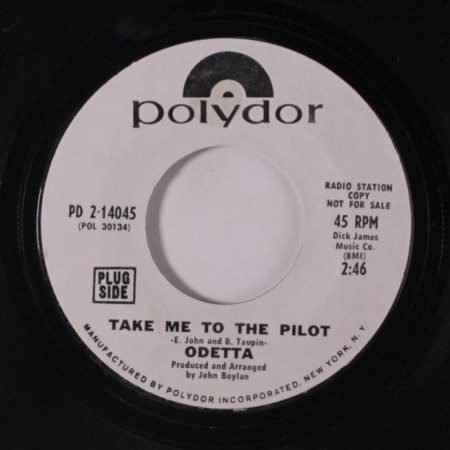 polydor
RADIO STATION
COPY
NOT FOR SALE
PD 2-14045
(POL 30134)
45 RPM
Dick James
Music Co.
(BMI)
2:46
PLUG
SIDE
TAKE ME TO THE PILOT
-E. John and B. Taupin-
ODETTA
Produced and Arranged
by John Boylan
MANUFACTURED BY POLYDOR INCORPORATED, NEW YORK, N.Y.